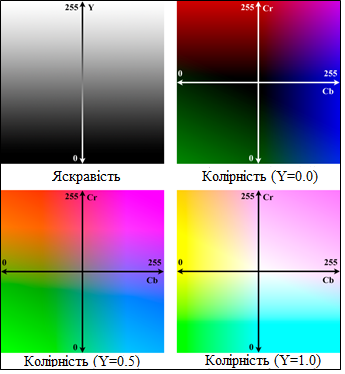 255 Y
0
Яскравість
255 Cr
0 255
Cb
0
Колірність (Y=0.0)
255 Cr
0 255
Cb
0
Колірність (Y=0.5)
255 Cr
0 255
Cb
0
Колірність (Y=1.0)